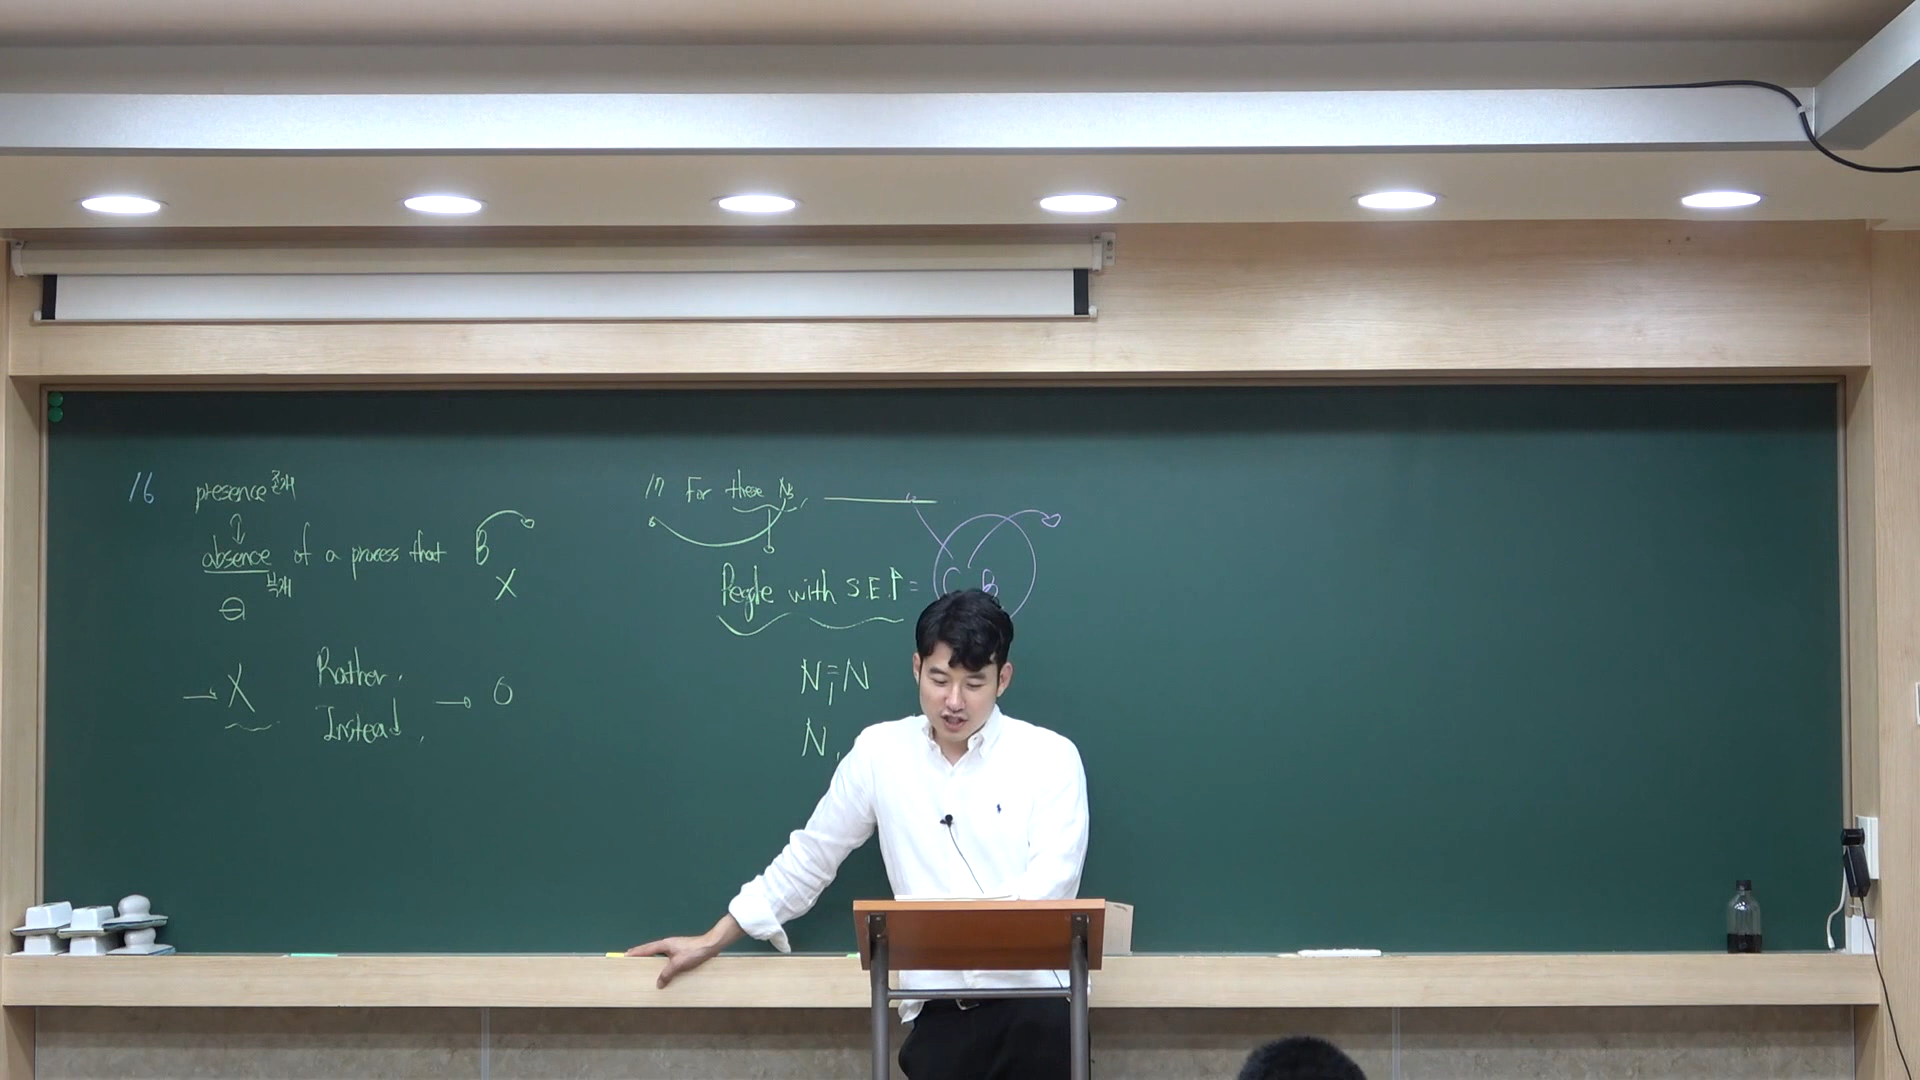 16 presence 존재
↕
absence of a process that B
부재 X
⊖
→ X Rather, → O
Instead,
17 For these Ns,
People with S.E.P = C B
N = N
N,